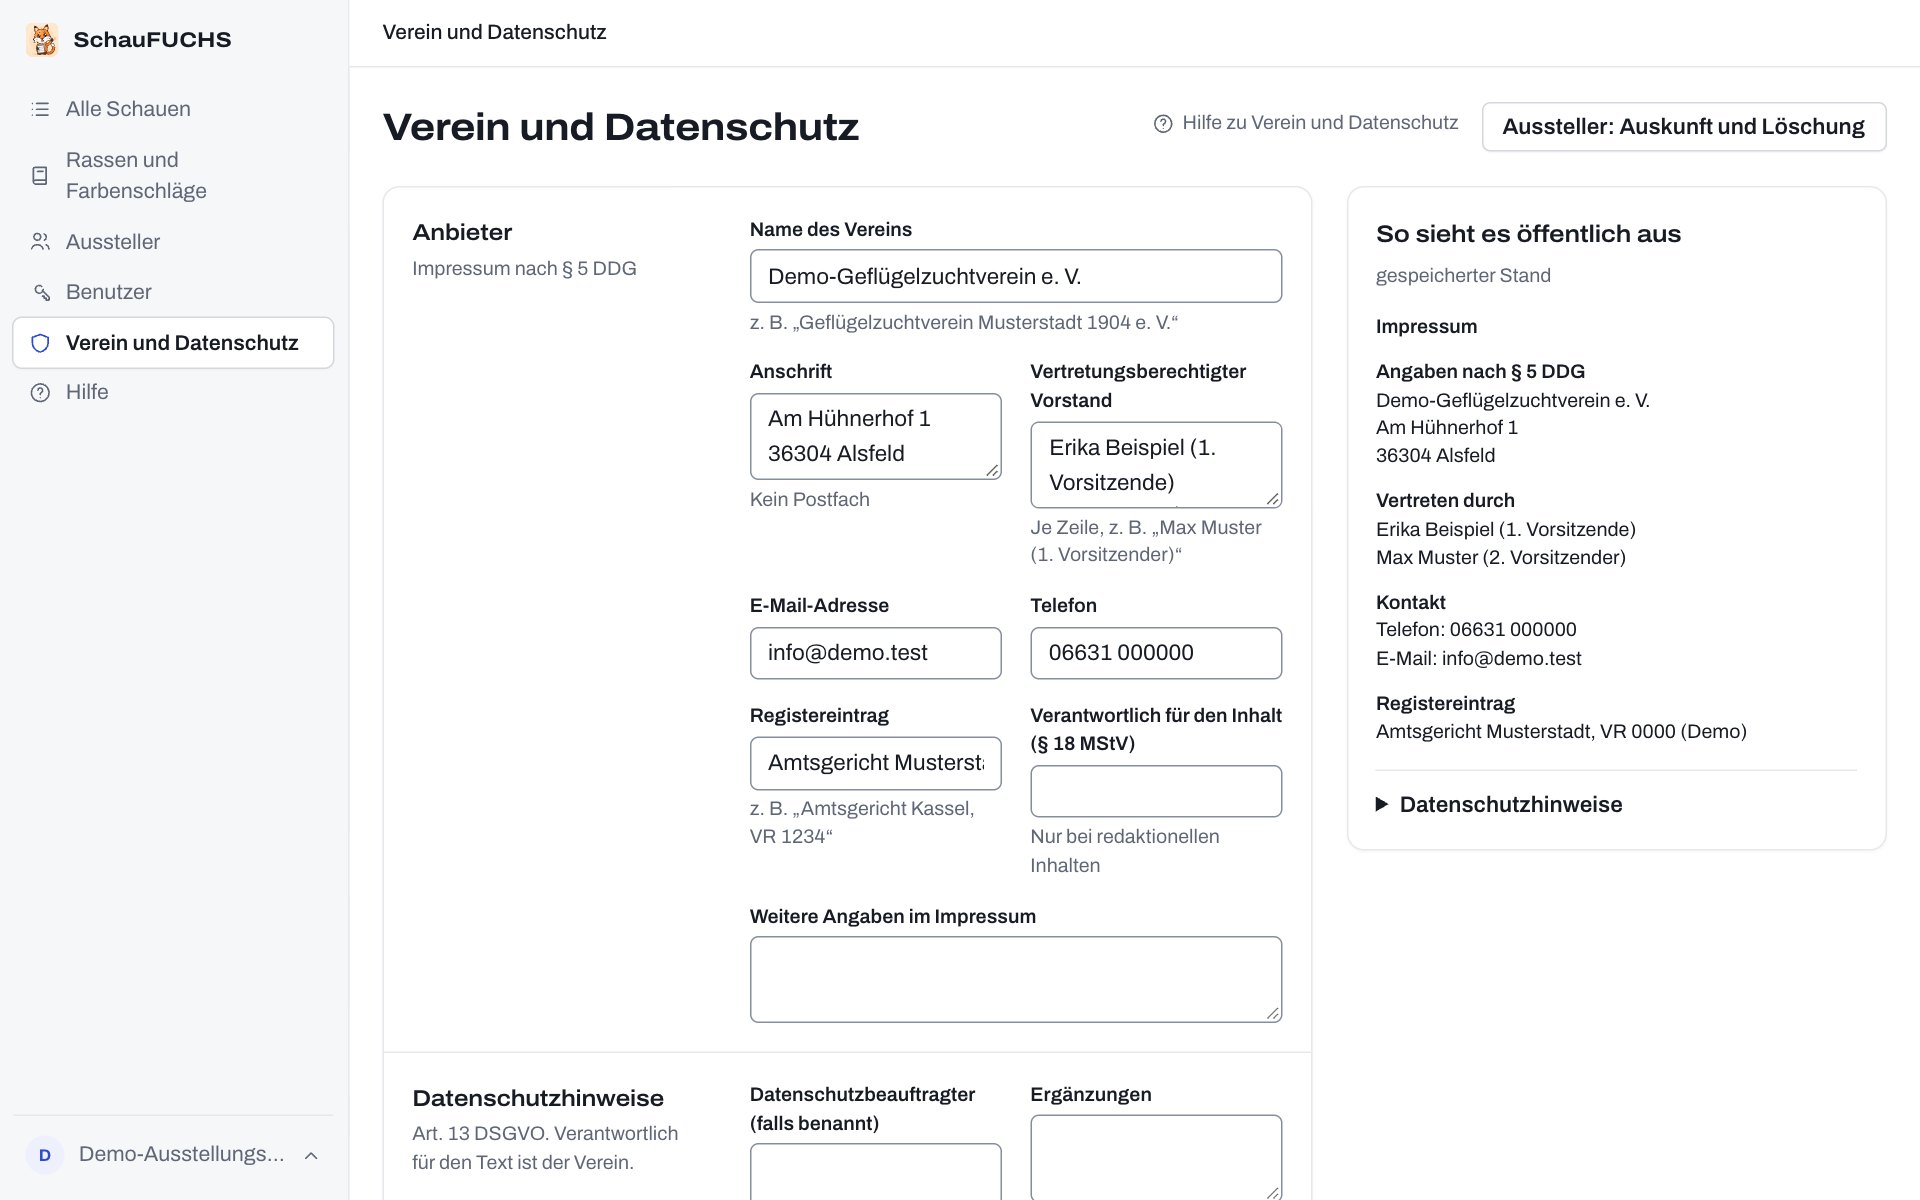 SchauFUCHS
Alle Schauen
Rassen und
Farbenschläge
Aussteller
Benutzer
Verein und Datenschutz
Hilfe
D
Demo-Ausstellungs...
Verein und Datenschutz
Verein und Datenschutz
Hilfe zu Verein und Datenschutz
Aussteller: Auskunft und Löschung
Anbieter
Impressum nach § 5 DDG
Name des Vereins
Demo-Geflügelzuchtverein e. V.
z. B. „Geflügelzuchtverein Musterstadt 1904 e. V.“
Anschrift
Am Hühnerhof 1
36304 Alsfeld
Kein Postfach
Vertretungsberechtigter
Vorstand
Erika Beispiel (1.
Vorsitzende)
Je Zeile, z. B. „Max Muster
(1. Vorsitzender)“
E-Mail-Adresse
info@demo.test
Telefon
06631 000000
Registereintrag
Amtsgericht Musterst
z. B. „Amtsgericht Kassel,
VR 1234“
Verantwortlich für den Inhalt
(§ 18 MStV)
Nur bei redaktionellen
Inhalten
Weitere Angaben im Impressum
Datenschutzhinweise
Art. 13 DSGVO. Verantwortlich
für den Text ist der Verein.
Datenschutzbeauftragter
(falls benannt)
Ergänzungen
So sieht es öffentlich aus
gespeicherter Stand
Impressum
Angaben nach § 5 DDG
Demo-Geflügelzuchtverein e. V.
Am Hühnerhof 1
36304 Alsfeld
Vertreten durch
Erika Beispiel (1. Vorsitzende)
Max Muster (2. Vorsitzender)
Kontakt
Telefon: 06631 000000
E-Mail: info@demo.test
Registereintrag
Amtsgericht Musterstadt, VR 0000 (Demo)
Datenschutzhinweise